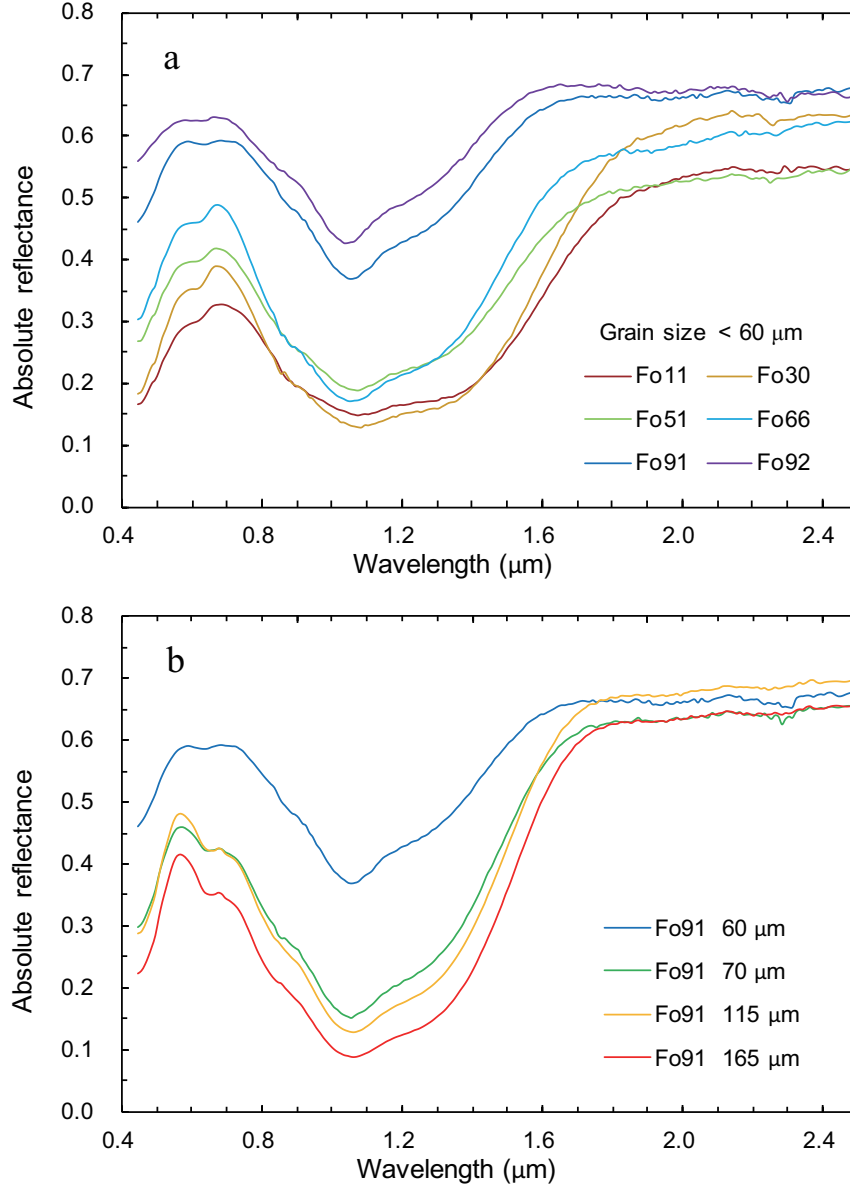 a
0.8
0.7
0.6
0.5
0.4
0.3
0.2
0.1
0.0
Absolute reflectance
Grain size < 60 μm
Fo11 Fo30
Fo51 Fo66
Fo91 Fo92
0.4 0.8 1.2 1.6 2.0 2.4
Wavelength (μm)
b
0.8
0.7
0.6
0.5
0.4
0.3
0.2
0.1
0.0
Absolute reflectance
Fo91 60 μm
Fo91 70 μm
Fo91 115 μm
Fo91 165 μm
0.4 0.8 1.2 1.6 2.0 2.4
Wavelength (μm)